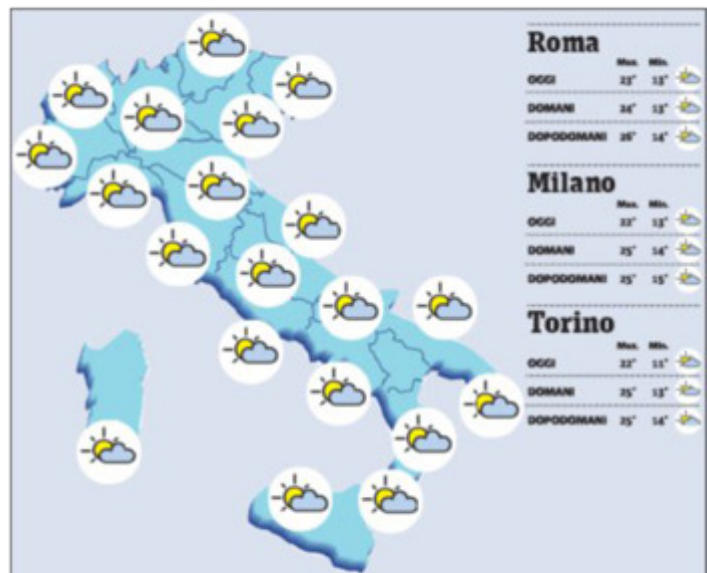 Roma
Max. Min.
OGGI 23° 13°
DOMANI 24° 13°
DOPODOMANI 26° 14°
Milano
Max. Min.
OGGI 22° 13°
DOMANI 25° 14°
DOPODOMANI 25° 15°
Torino
Max. Min.
OGGI 22° 11°
DOMANI 25° 13°
DOPODOMANI 25° 14°